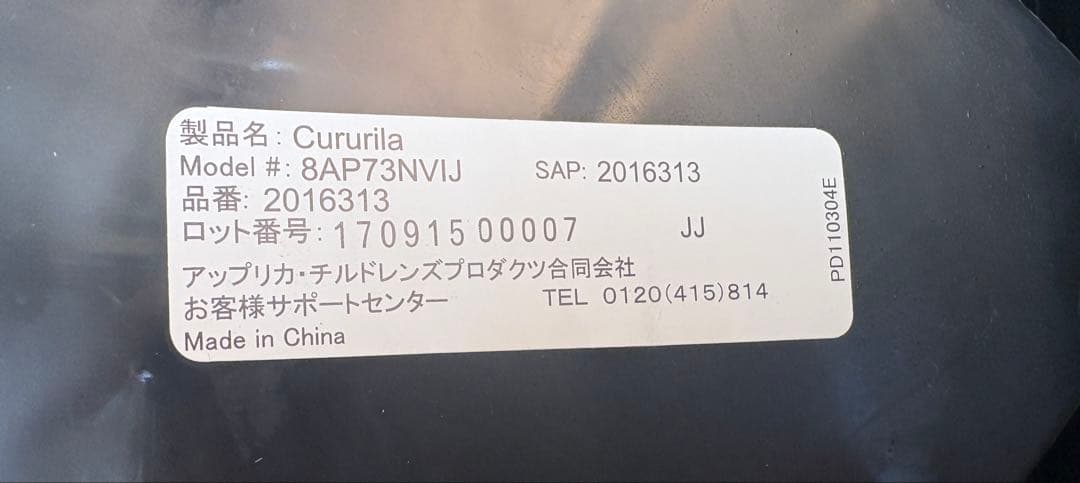 製品名: Cururila
Model #: 8AP73NVIJ SAP: 2016313
品番: 2016313
ロット番号: 170915 00007 JJ
アップリカ・チルドレンズプロダクツ合同会社
お客様サポートセンター TEL 0120(415)814
Made in China
PD110304E